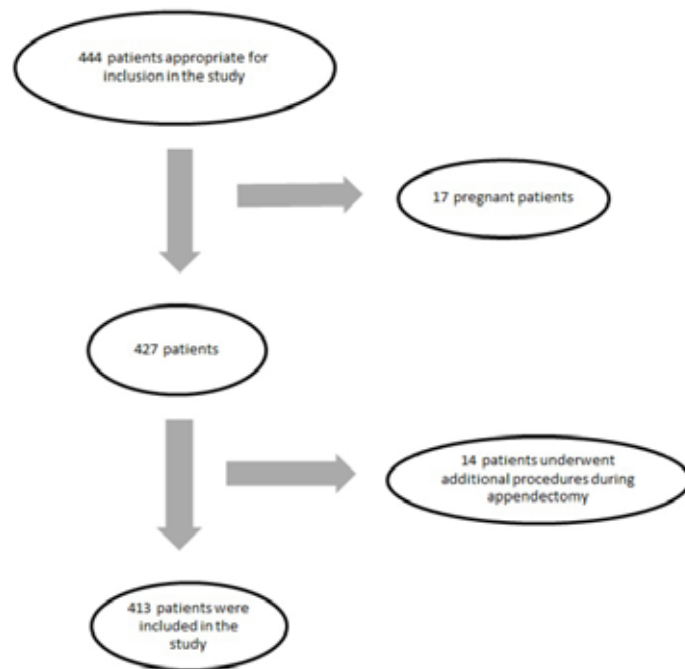 444 patients appropriate for
inclusion in the study
17 pregnant patients
427 patients
14 patients underwent
additional procedures during
appendectomy
413 patients were
included in the
study